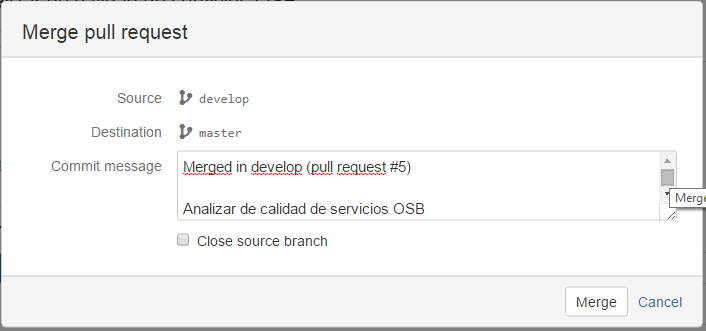 Merge pull request
Source develop
Destination master
Commit message Merged in develop (pull request #5)
Analizar de calidad de servicios OSB
Merge
Close source branch
Merge Cancel